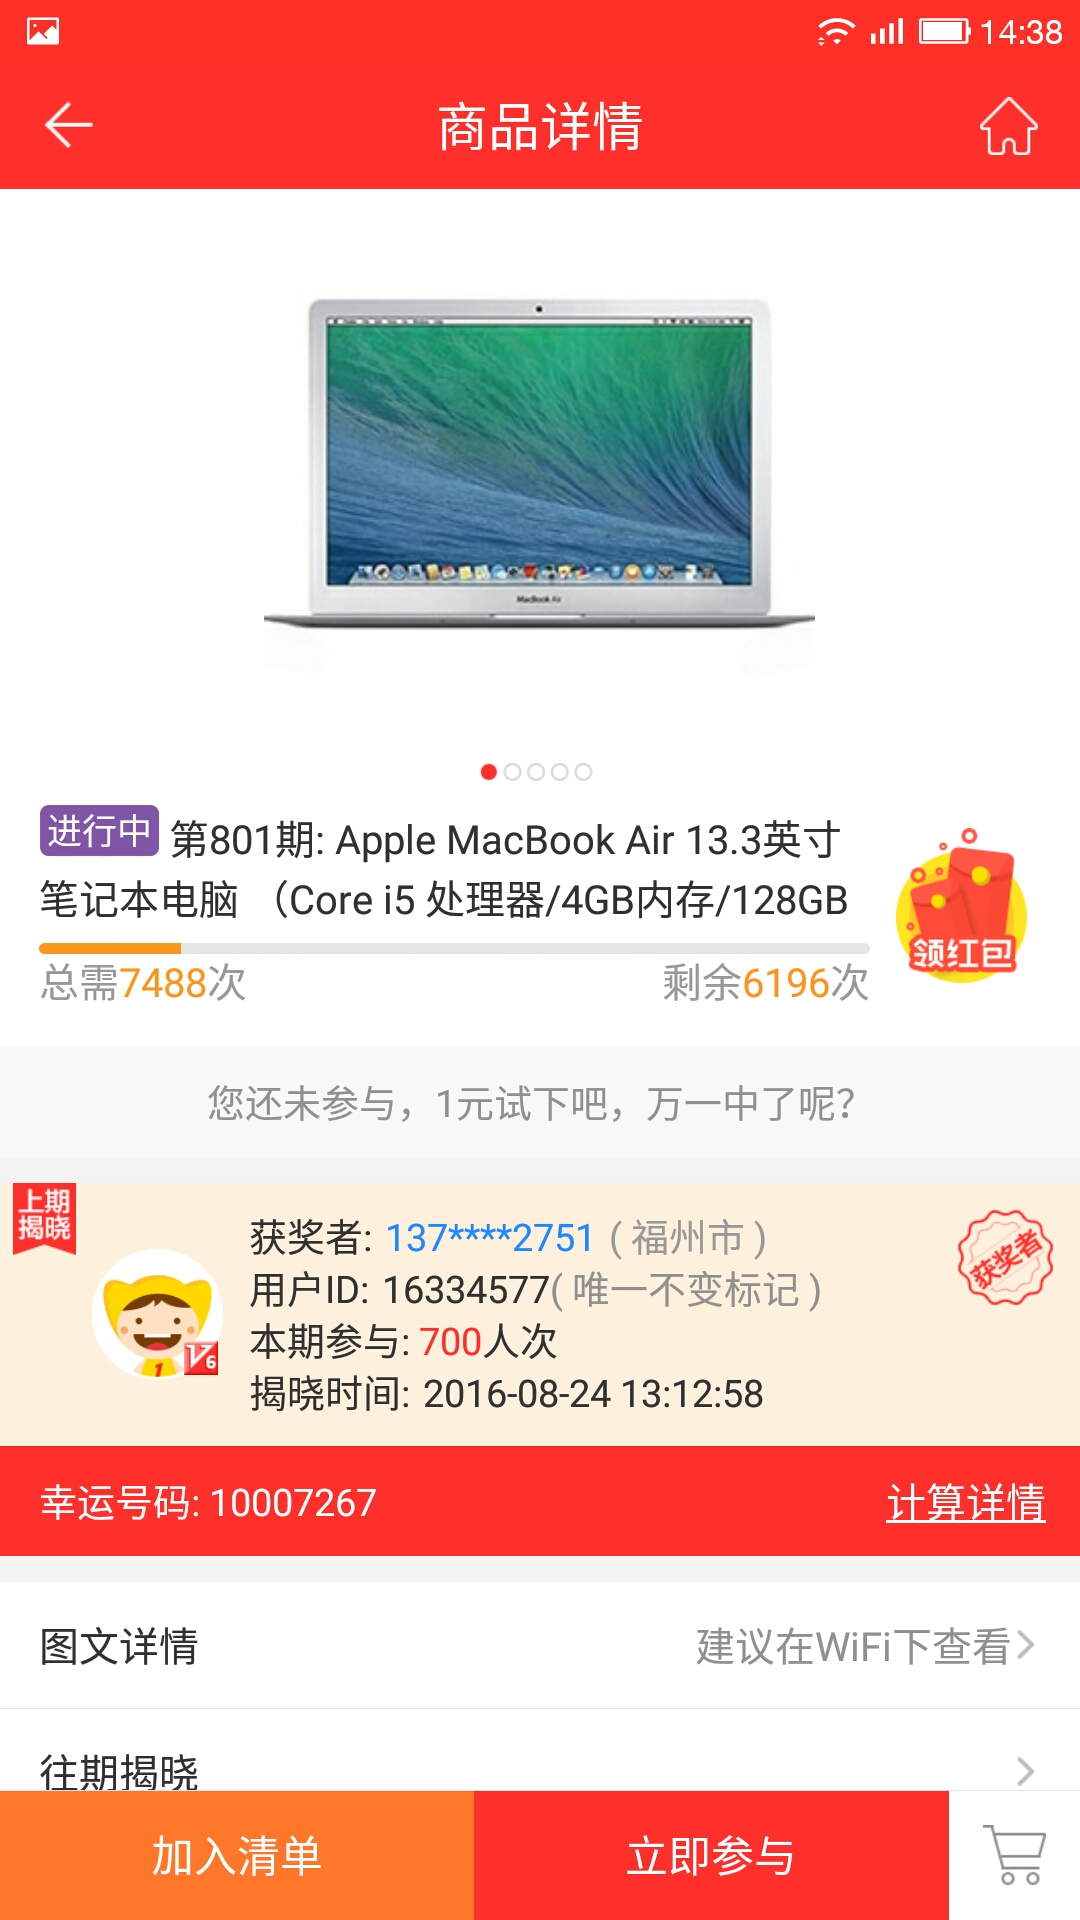 14:38
商品详情
MacBook Air
进行中 第801期: Apple MacBook Air 13.3英寸
笔记本电脑 （Core i5 处理器/4GB内存/128GB
领红包
总需7488次 剩余6196次
您还未参与，1元试下吧，万一中了呢？
上期
揭晓
获奖者: 137****2751 ( 福州市 )
获奖者
用户ID: 16334577( 唯一不变标记 )
V6
本期参与: 700人次
揭晓时间: 2016-08-24 13:12:58
幸运号码: 10007267 计算详情
图文详情 建议在WiFi下查看
往期揭晓
加入清单 立即参与